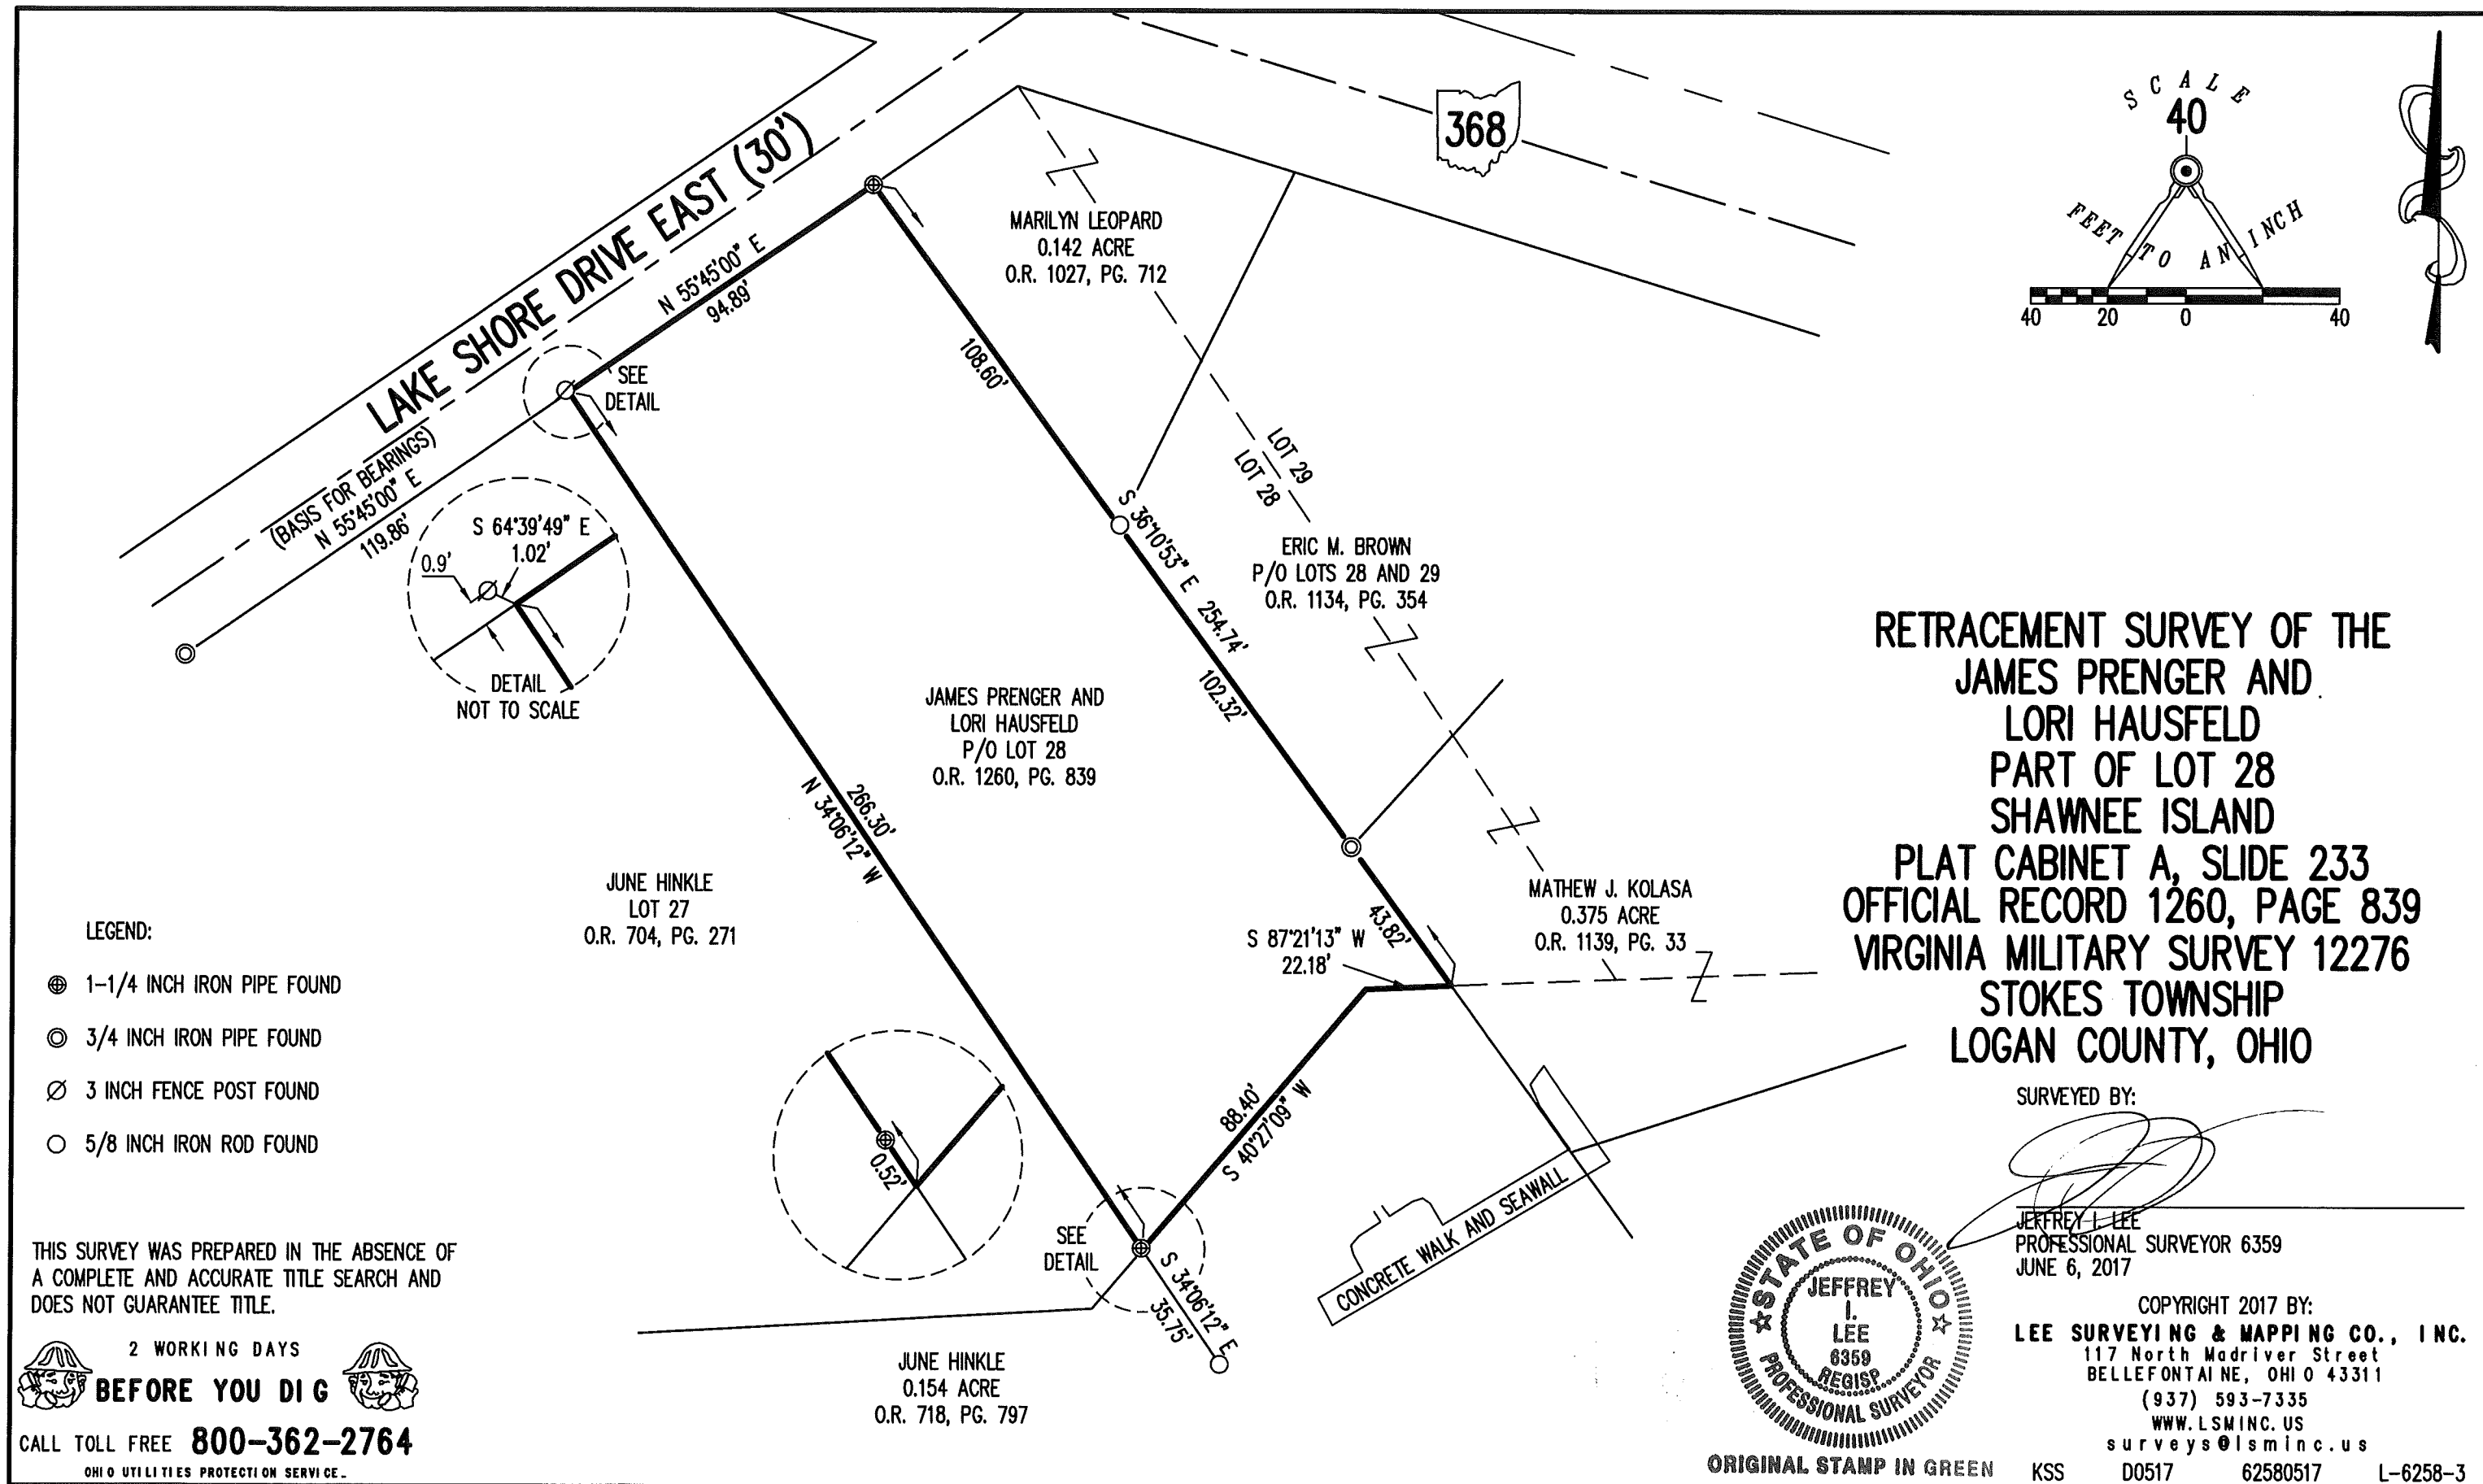 LAKE SHORE DRIVE EAST (30')
368
SCALE
40
FEET TO AN INCH
40 20 0 40
MARILYN LEOPARD
0.142 ACRE
O.R. 1027, PG. 712
N 55°45'00" E
94.89'
SEE
DETAIL
108.60'
(BASIS FOR BEARINGS)
N 55°45'00" E
119.86'
S 64°39'49" E
1.02'
0.9'
DETAIL
NOT TO SCALE
LOT 29
LOT 28
S 36°10'53" E 254.74'
ERIC M. BROWN
P/O LOTS 28 AND 29
O.R. 1134, PG. 354
102.32'
JAMES PRENGER AND
LORI HAUSFELD
P/O LOT 28
O.R. 1260, PG. 839
266.30'
N 34°06'12" W
JUNE HINKLE
LOT 27
O.R. 704, PG. 271
MATHEW J. KOLASA
0.375 ACRE
O.R. 1139, PG. 33
43.82'
S 87°21'13" W
22.18'
88.40'
S 40°27'09" W
0.52'
SEE
DETAIL
S 34°06'12" E
35.75'
CONCRETE WALK AND SEAWALL
JUNE HINKLE
0.154 ACRE
O.R. 718, PG. 797
LEGEND:
1-1/4 INCH IRON PIPE FOUND
3/4 INCH IRON PIPE FOUND
3 INCH FENCE POST FOUND
5/8 INCH IRON ROD FOUND
THIS SURVEY WAS PREPARED IN THE ABSENCE OF
A COMPLETE AND ACCURATE TITLE SEARCH AND
DOES NOT GUARANTEE TITLE.
2 WORKING DAYS
BEFORE YOU DIG
CALL TOLL FREE 800-362-2764
OHIO UTILITIES PROTECTION SERVICE.
RETRACEMENT SURVEY OF THE
JAMES PRENGER AND
LORI HAUSFELD
PART OF LOT 28
SHAWNEE ISLAND
PLAT CABINET A, SLIDE 233
OFFICIAL RECORD 1260, PAGE 839
VIRGINIA MILITARY SURVEY 12276
STOKES TOWNSHIP
LOGAN COUNTY, OHIO
SURVEYED BY:
JEFFREY I. LEE
PROFESSIONAL SURVEYOR 6359
JUNE 6, 2017
STATE OF OHIO
JEFFREY
I.
LEE
6359
REGISP
PROFESSIONAL SURVEYOR
ORIGINAL STAMP IN GREEN
COPYRIGHT 2017 BY:
LEE SURVEYING & MAPPING CO., INC.
117 North Madriver Street
BELLEFONTAINE, OHIO 43311
(937) 593-7335
WWW.LSMINC.US
surveys@lsminc.us
KSS D0517 62580517 L-6258-3